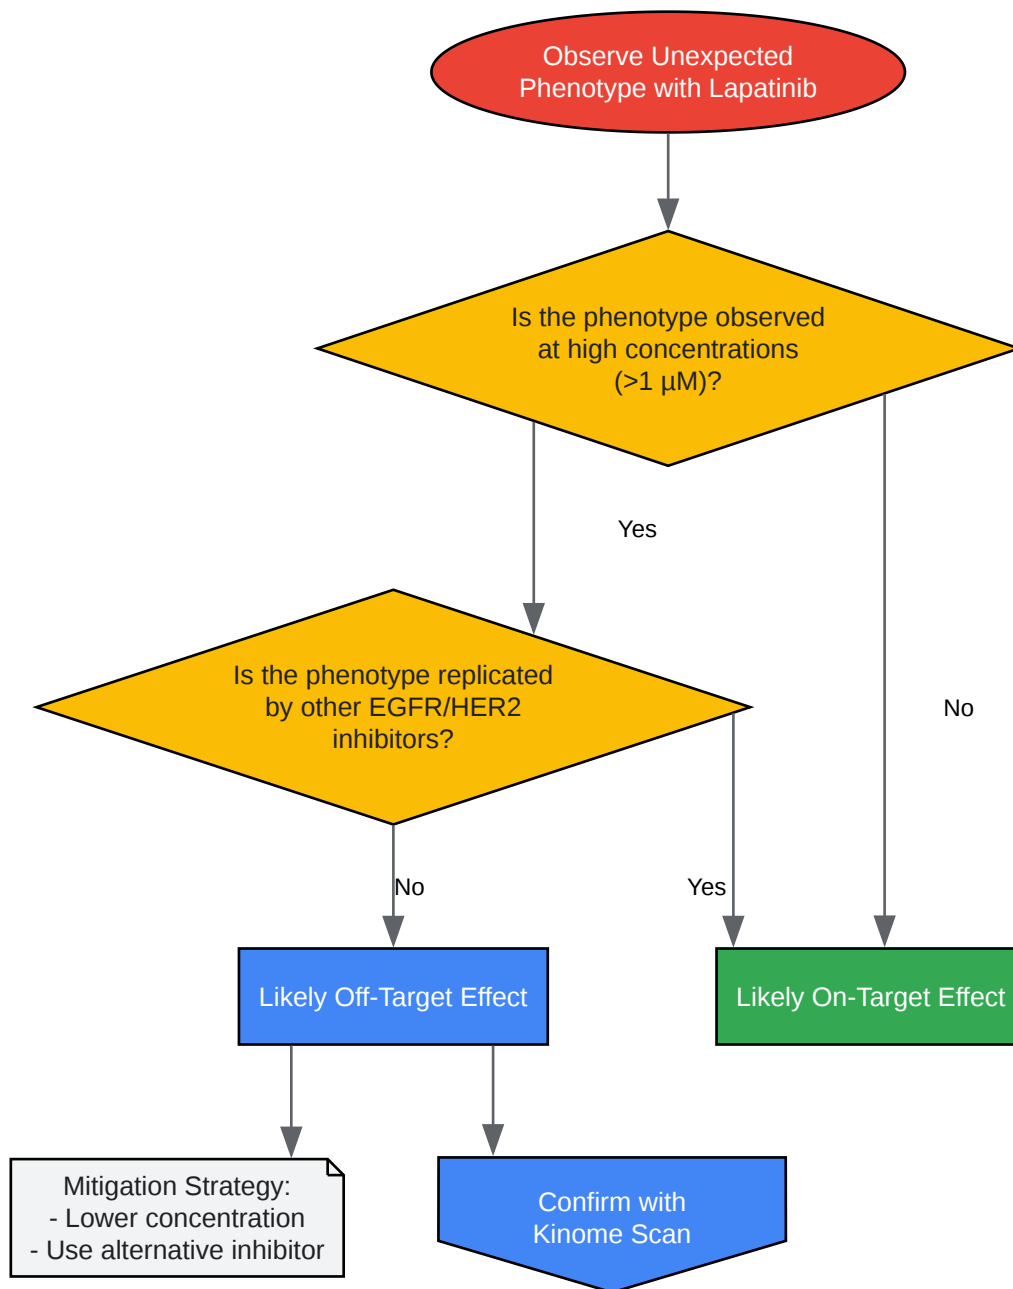 Observe Unexpected
Phenotype with Lapatinib
Is the phenotype observed
at high concentrations
(>1 µM)?
Yes
Is the phenotype replicated
by other EGFR/HER2
inhibitors?
No
No
Yes
Likely Off-Target Effect
Likely On-Target Effect
Mitigation Strategy:
- Lower concentration
- Use alternative inhibitor
Confirm with
Kinome Scan